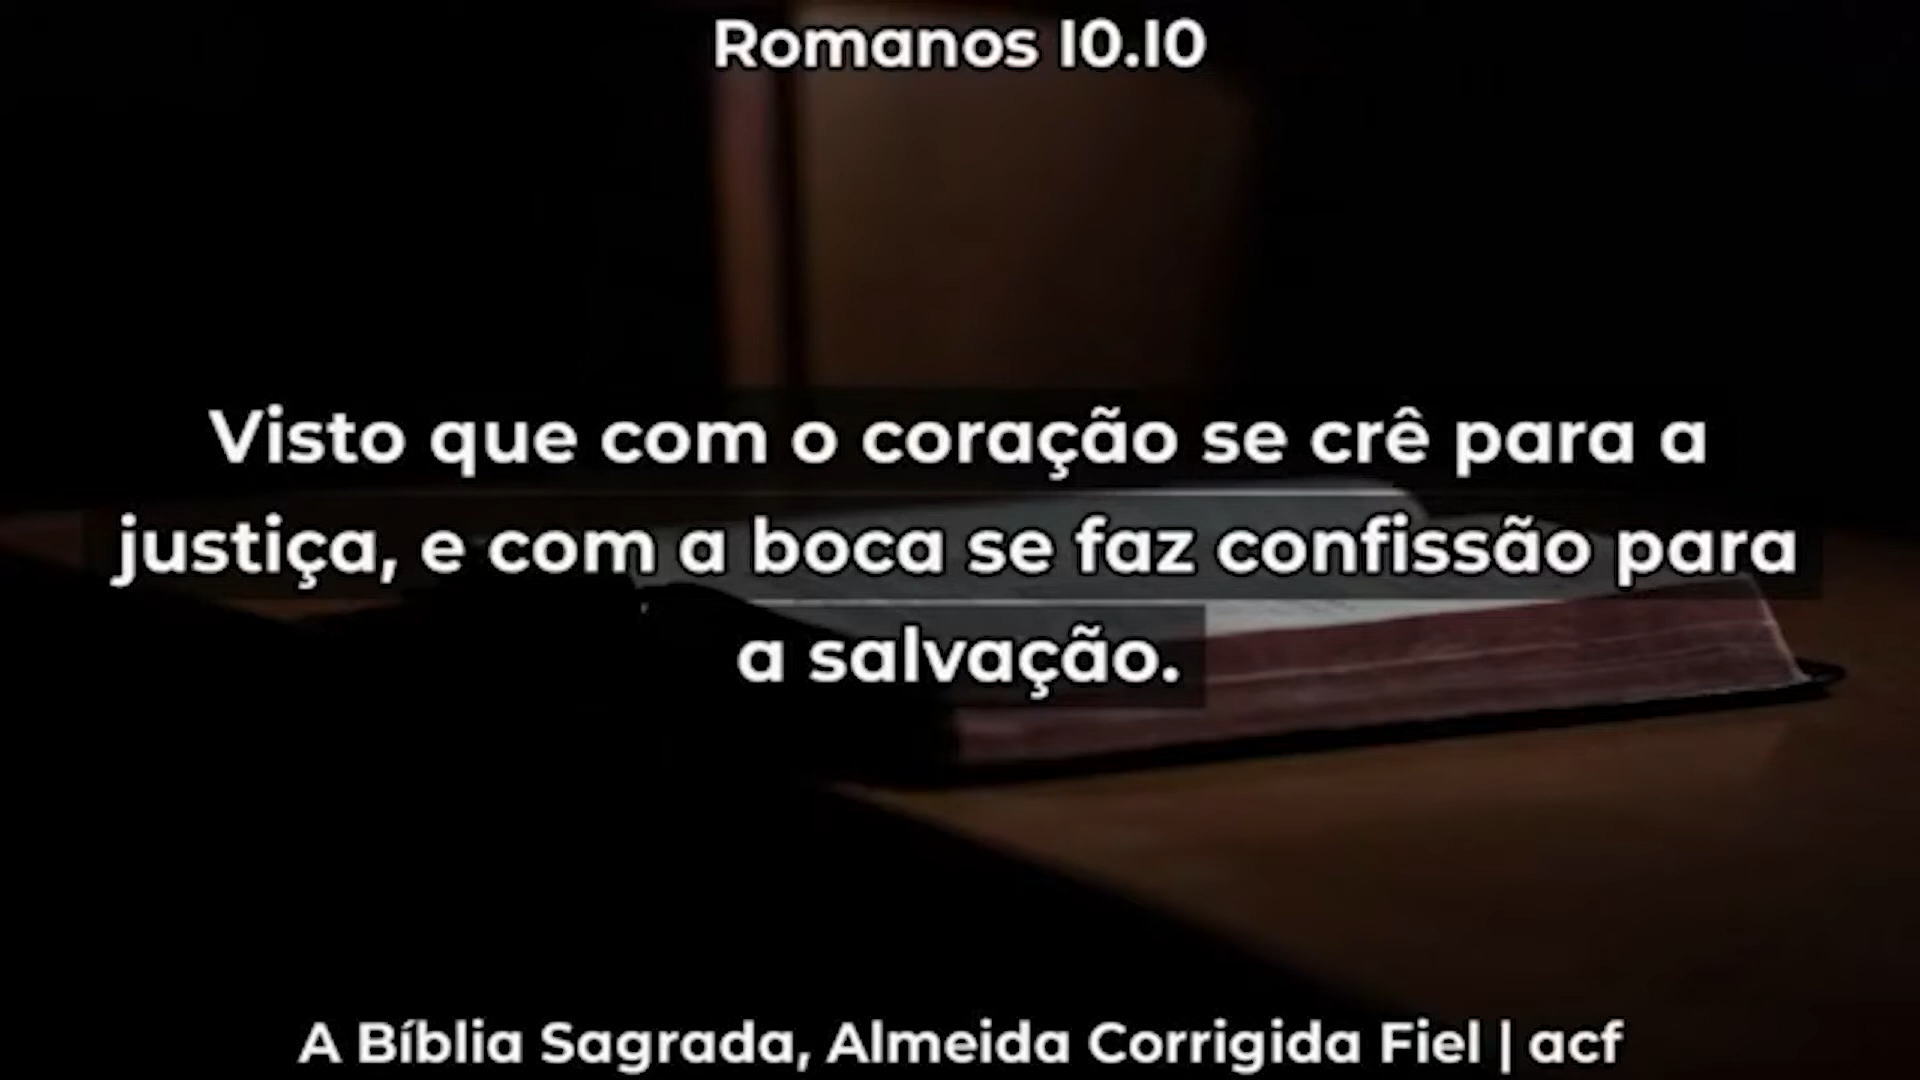 Romanos 10.10
Visto que com o coração se crê para a
justiça, e com a boca se faz confissão para
a salvação.
A Bíblia Sagrada, Almeida Corrigida Fiel | acf